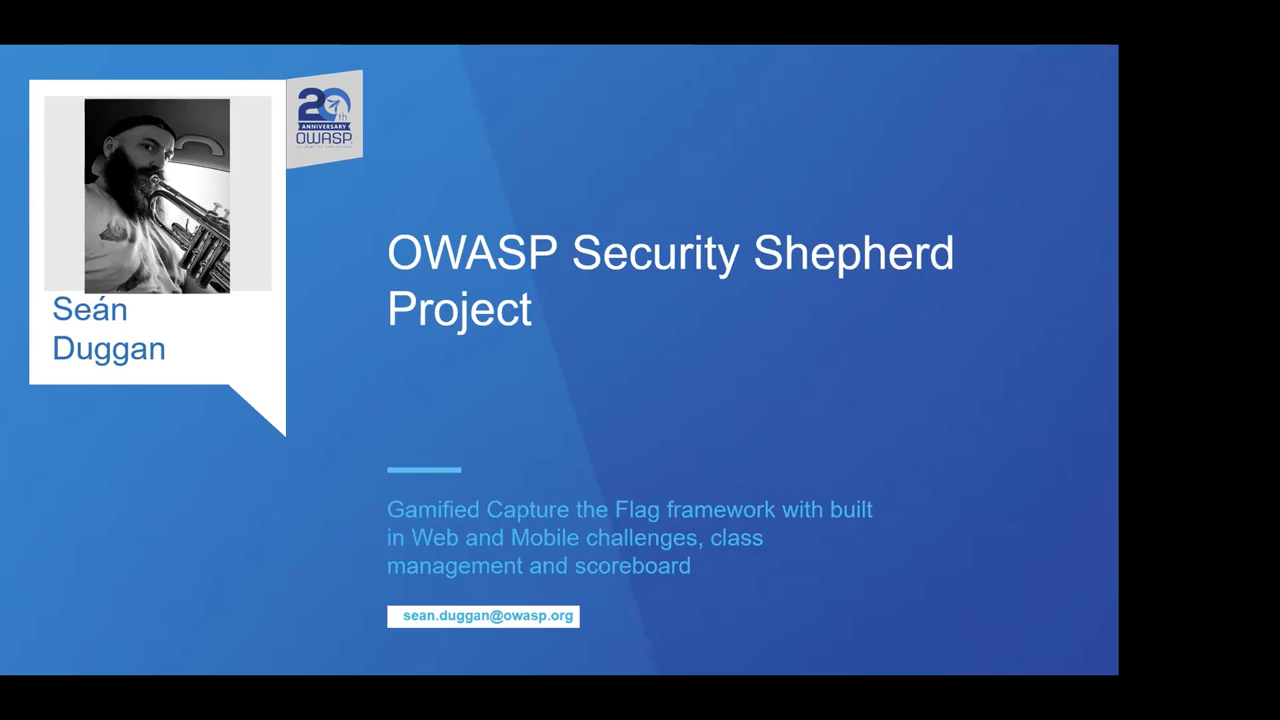 20th
ANNIVERSARY
OWASP
Seán
Duggan
OWASP Security Shepherd
Project
Gamified Capture the Flag framework with built
in Web and Mobile challenges, class
management and scoreboard
sean.duggan@owasp.org